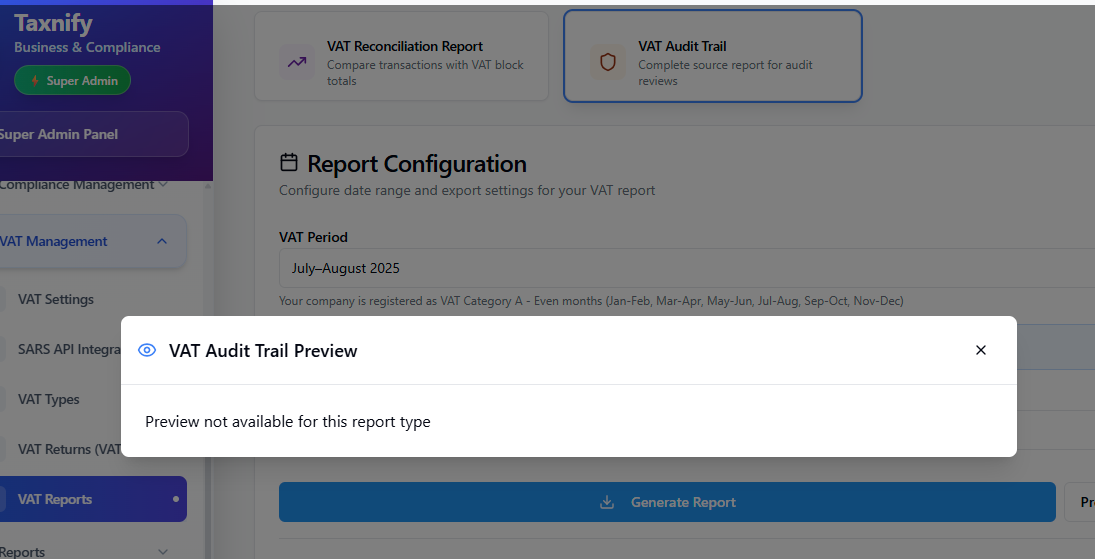 Taxnify
Business & Compliance
Super Admin
Super Admin Panel
Compliance Management
VAT Management
VAT Settings
SARS API Integra
VAT Types
VAT Returns (VAT
VAT Reports
Reports
VAT Reconciliation Report
Compare transactions with VAT block
totals
VAT Audit Trail
Complete source report for audit
reviews
Report Configuration
Configure date range and export settings for your VAT report
VAT Period
July–August 2025
Your company is registered as VAT Category A - Even months (Jan-Feb, Mar-Apr, May-Jun, Jul-Aug, Sep-Oct, Nov-Dec)
VAT Audit Trail Preview
Preview not available for this report type
Generate Report
Pr